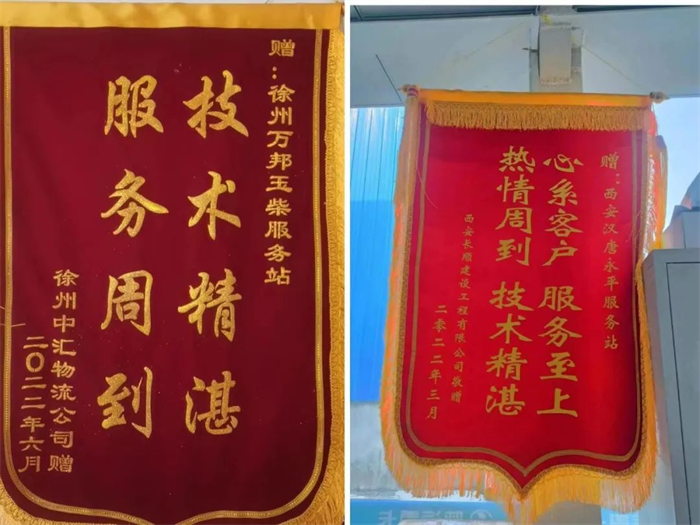 赠:徐州万邦玉柴服务站
技术精湛
服务周到
徐州中汇物流公司赠
二〇二二年六月
赠:西安汉唐永平服务站
心系客户 服务至上
热情周到 技术精湛
西安长顺建设工程有限公司敬赠
二零二二年三月